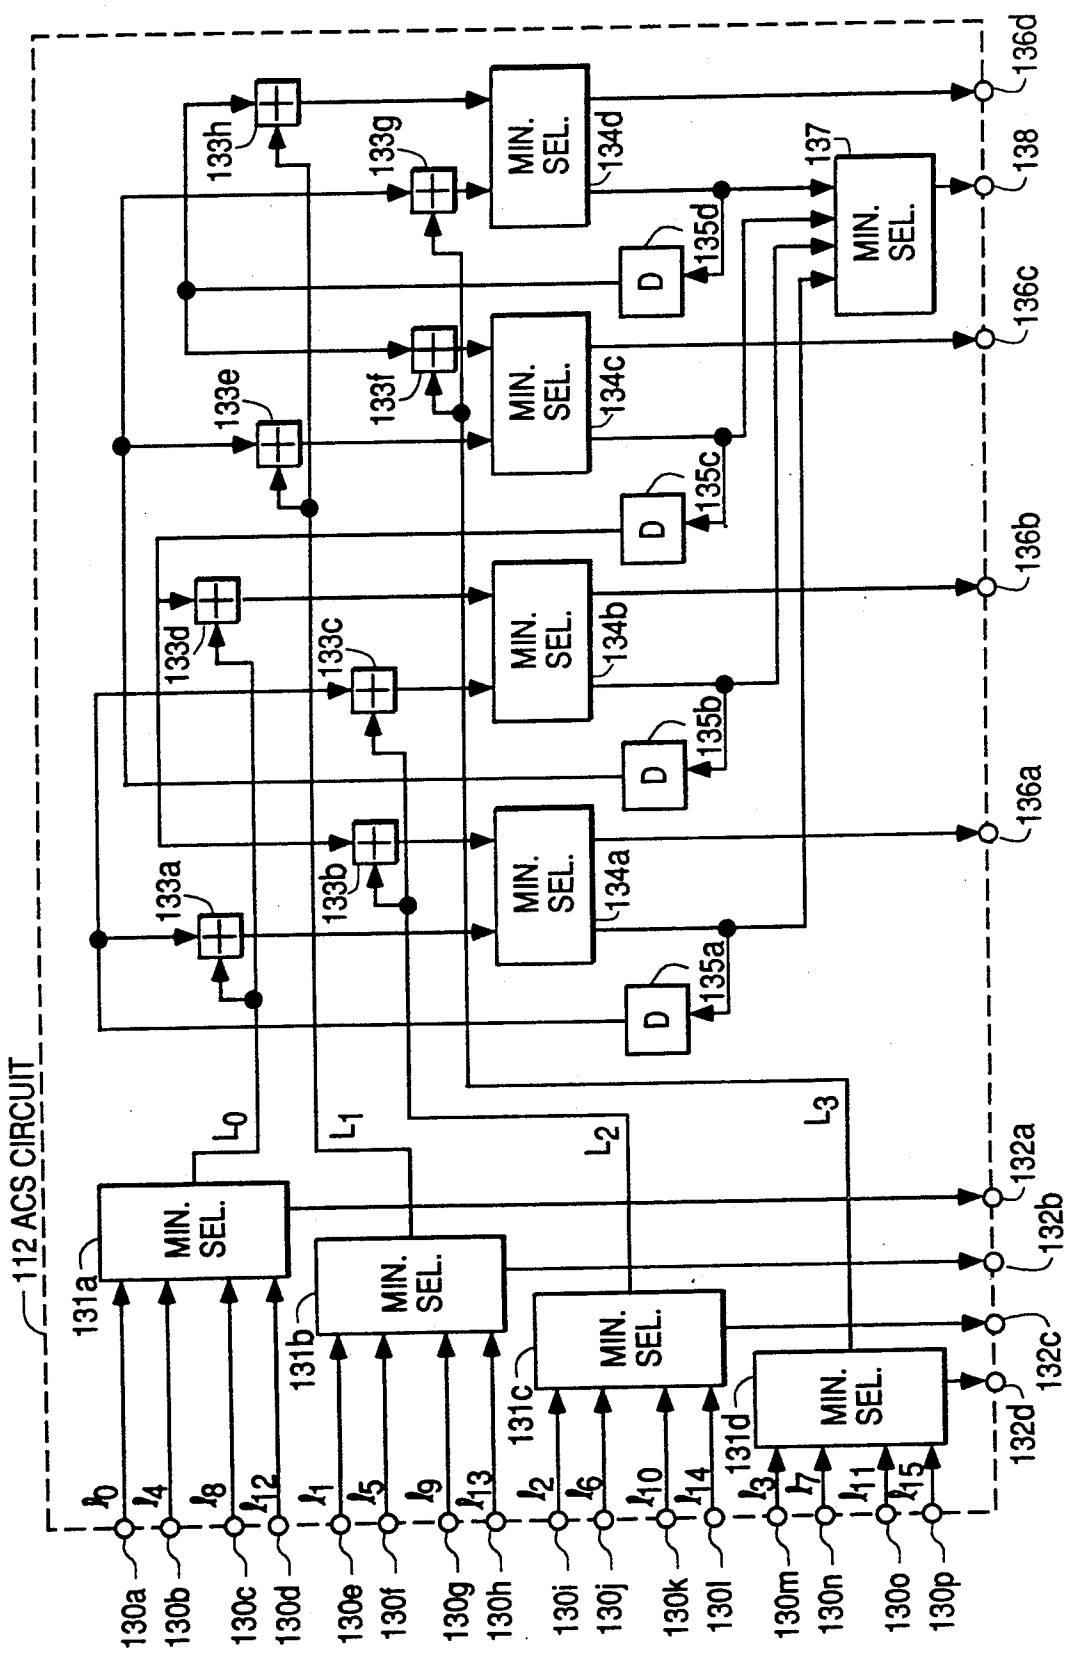 112 ACS CIRCUIT
130a
130b
130c
130d
130e
130f
130g
130h
130i
130j
130k
130l
130m
130n
130o
130p
ℓ0
ℓ4
ℓ8
ℓ12
ℓ1
ℓ5
ℓ9
ℓ13
ℓ2
ℓ6
ℓ10
ℓ14
ℓ3
ℓ7
ℓ11
ℓ15
131a
MIN.
SEL.
131b
MIN.
SEL.
131c
MIN.
SEL.
131d
MIN.
SEL.
L0
L1
L2
L3
132a
132b
132c
132d
133a
133b
133c
133d
133e
133f
133g
133h
MIN.
SEL.
134a
MIN.
SEL.
134b
MIN.
SEL.
134c
MIN.
SEL.
134d
D
135a
D
135b
D
135c
D
135d
137
MIN.
SEL.
136a
136b
136c
138
136d